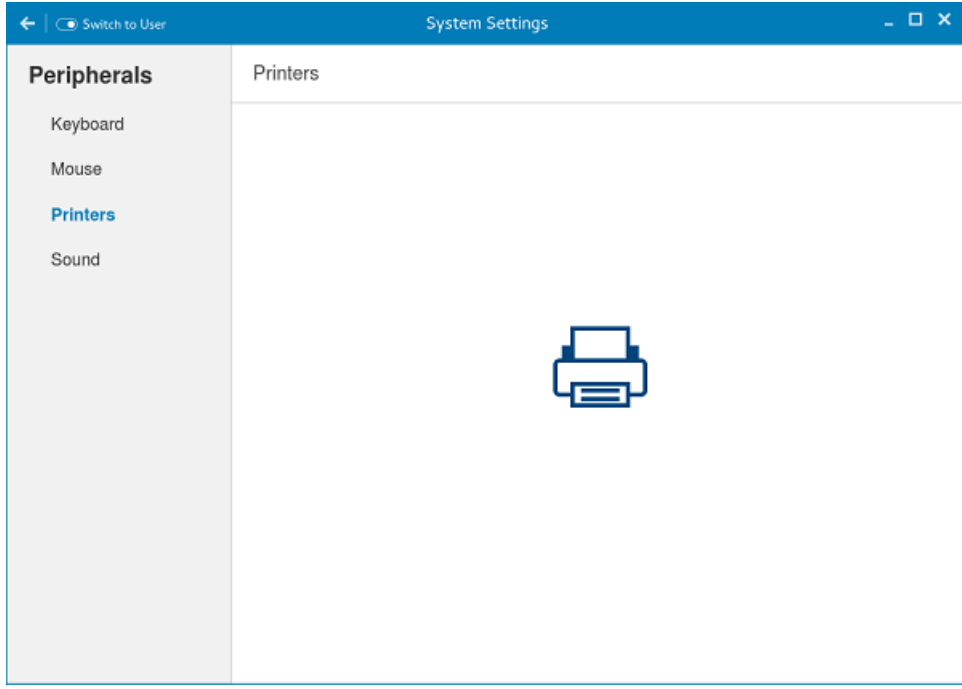 Switch to User
System Settings
Peripherals
Printers
Keyboard
Mouse
Printers
Sound